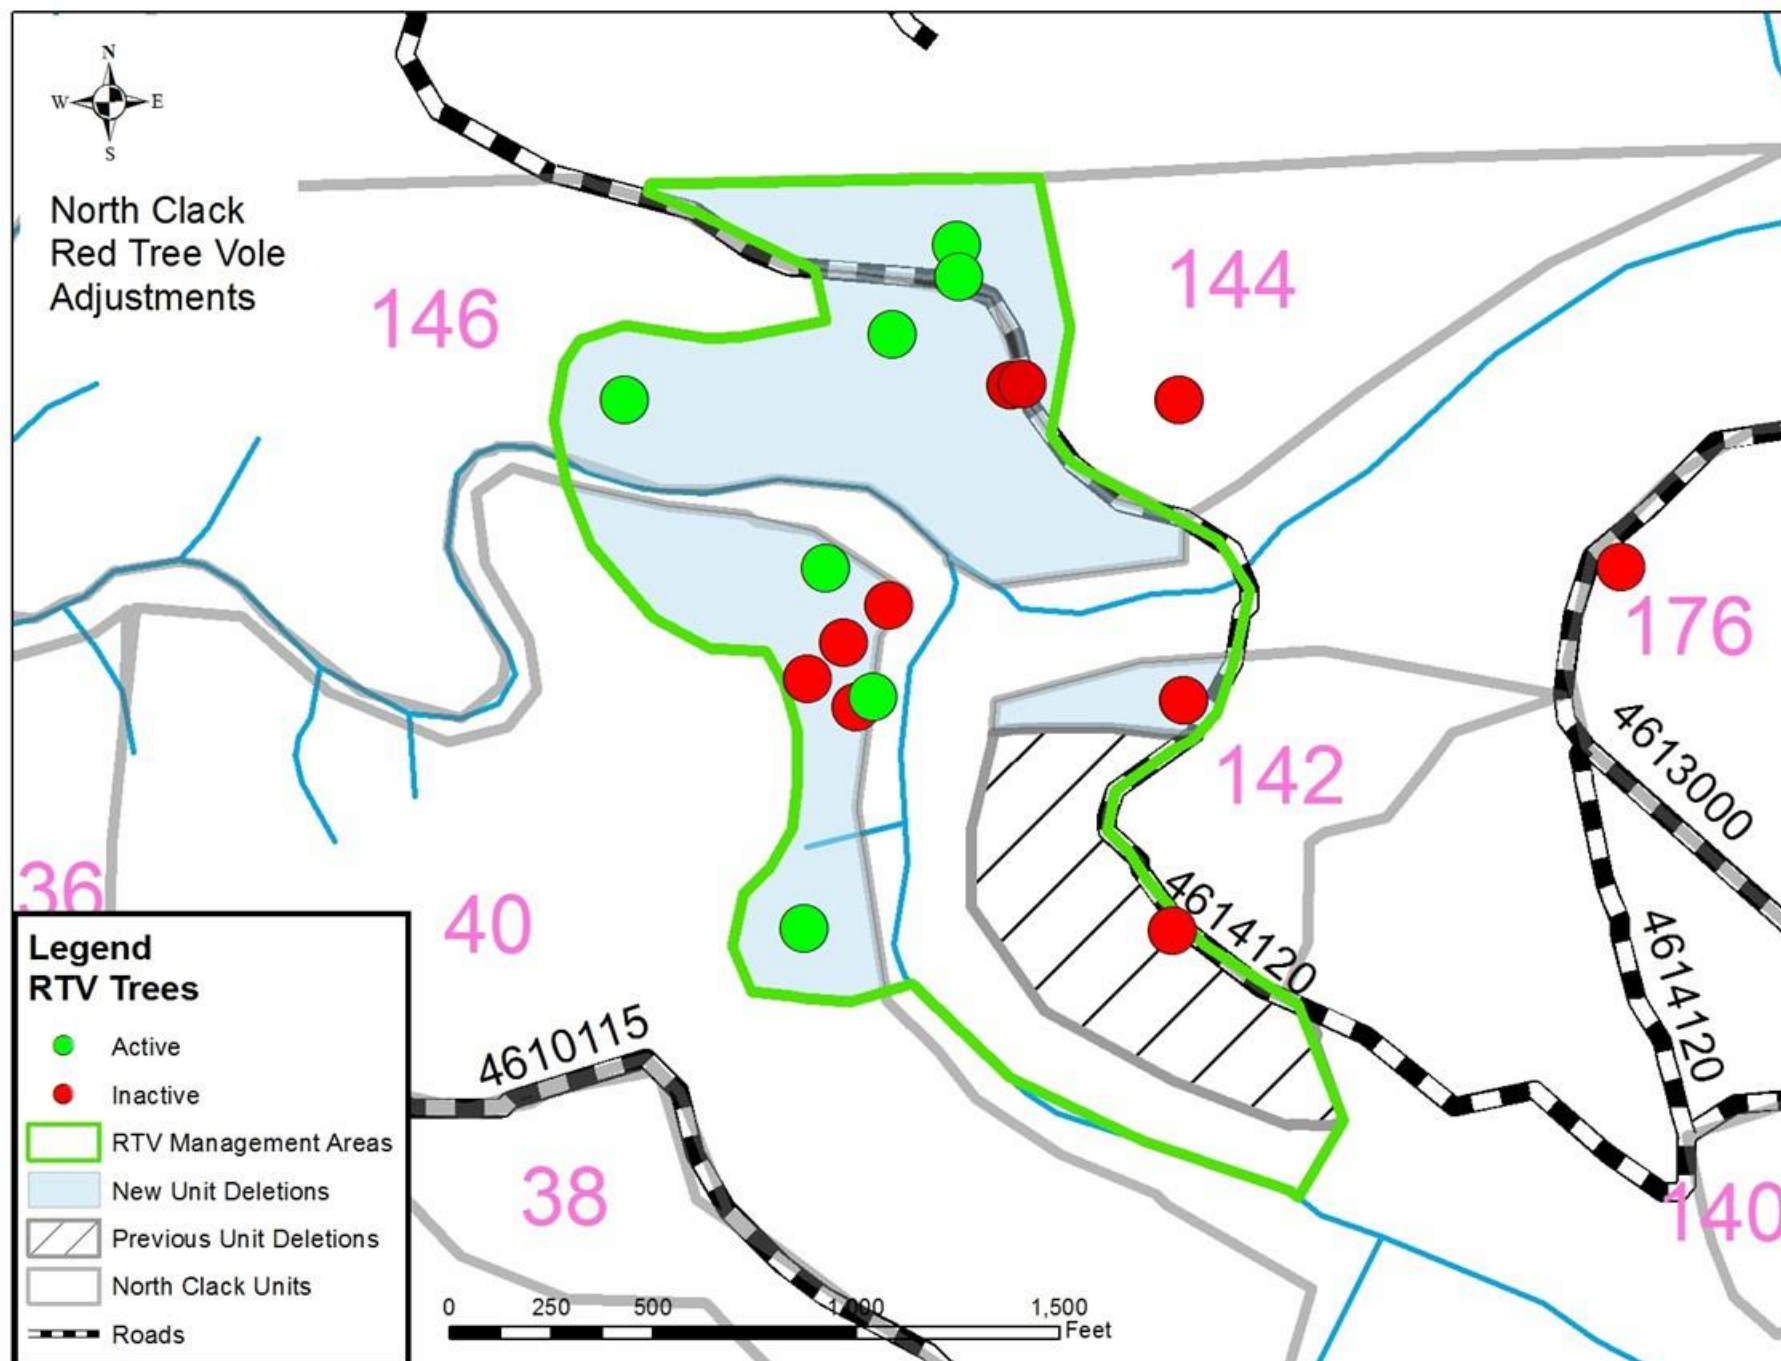 N
W E
S
North Clack
Red Tree Vole
Adjustments
146
144
176
142
4613000
36
40
4614120
4614120
4610115
38
140
Legend
RTV Trees
Active
Inactive
RTV Management Areas
New Unit Deletions
Previous Unit Deletions
North Clack Units
Roads
0 250 500 1,000 1,500
Feet